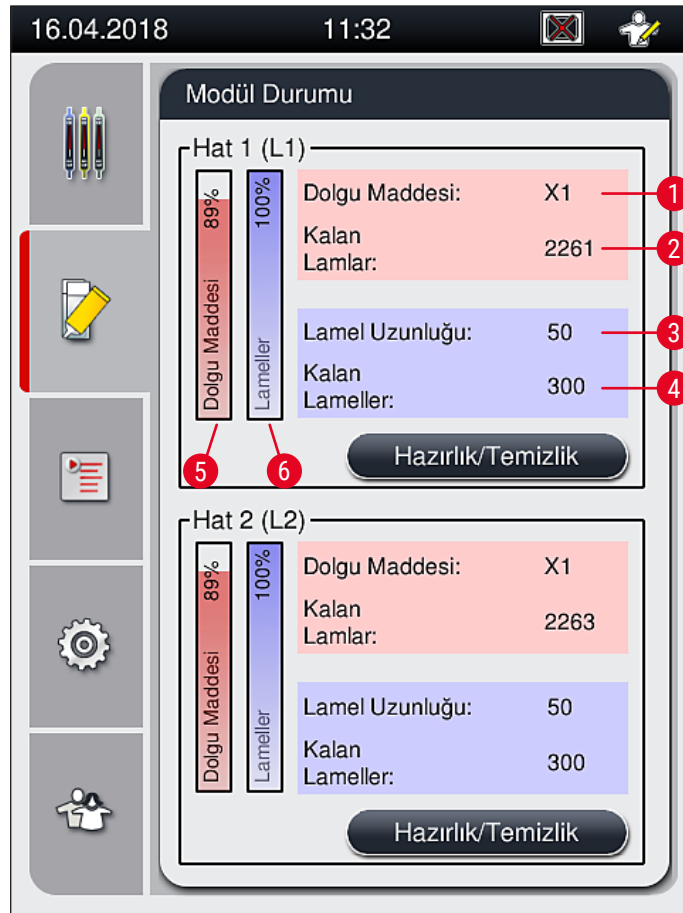 16.04.2018 11:32
Modül Durumu
Hat 1 (L1)
89%
Dolgu Maddesi
100%
Lameller
Dolgu Maddesi: X1 1
Kalan
Lamlar: 2261 2
Lamel Uzunluğu: 50 3
Kalan
Lameller: 300 4
5 6
Hazırlık/Temizlik
Hat 2 (L2)
89%
Dolgu Maddesi
100%
Lameller
Dolgu Maddesi: X1
Kalan
Lamlar: 2263
Lamel Uzunluğu: 50
Kalan
Lameller: 300
Hazırlık/Temizlik